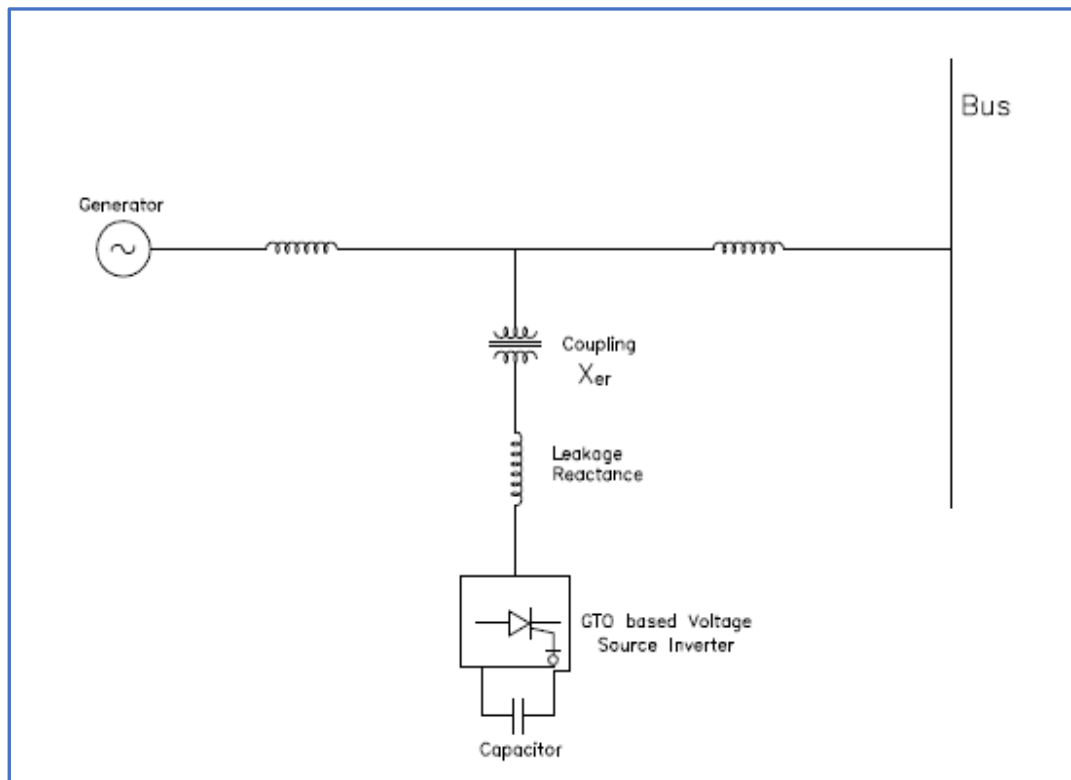 Bus
Generator
Coupling
Xer
Leakage
Reactance
GTO based Voltage
Source Inverter
Capacitor